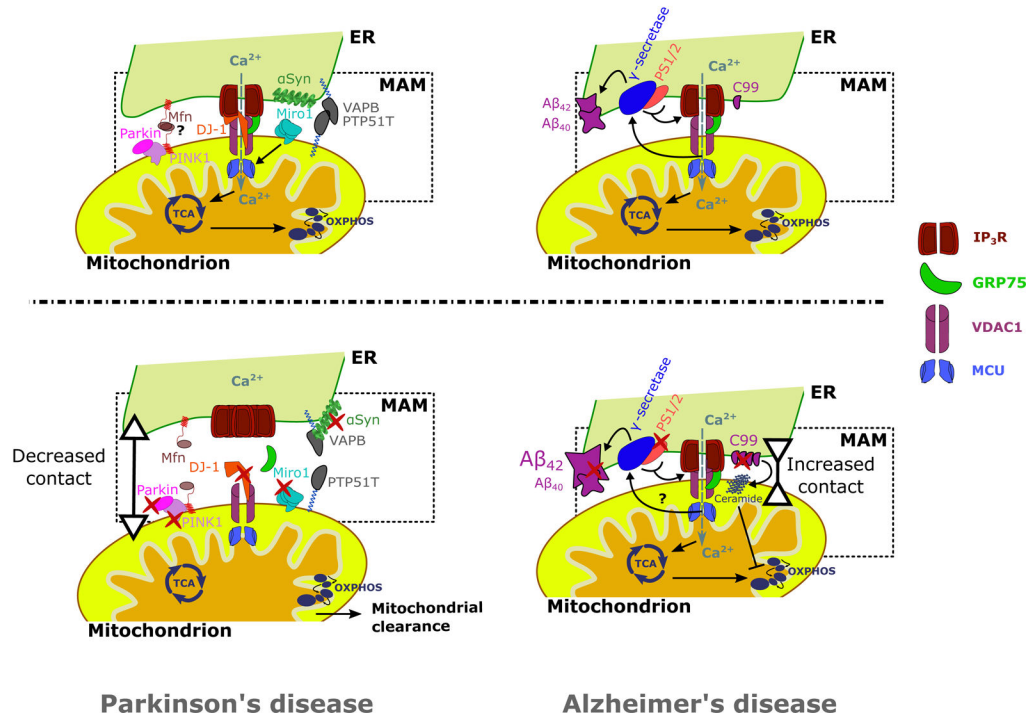 ER
Ca²⁺
αSyn
MAM
Mfn
?
Parkin
PINK1
DJ-1
Miro1
VAPB
PTP51T
Ca²⁺
TCA
OXPHOS
Mitochondrion
ER
γ-secretase
PS1/2
Ca²⁺
C99
MAM
Aβ₄₂
Aβ₄₀
Ca²⁺
TCA
OXPHOS
Mitochondrion
IP₃R
GRP75
VDAC1
MCU
ER
Ca²⁺
MAM
αSyn
VAPB
Mfn
Decreased
contact
DJ-1
Miro1
PTP51T
Parkin
PINK1
TCA
OXPHOS
Mitochondrial
clearance
Mitochondrion
ER
γ-secretase
PS1/2
Ca²⁺
C99
MAM
Aβ₄₂
Aβ₄₀
Increased
contact
Ceramide
?
Ca²⁺
TCA
OXPHOS
Mitochondrion
Parkinson's disease
Alzheimer's disease